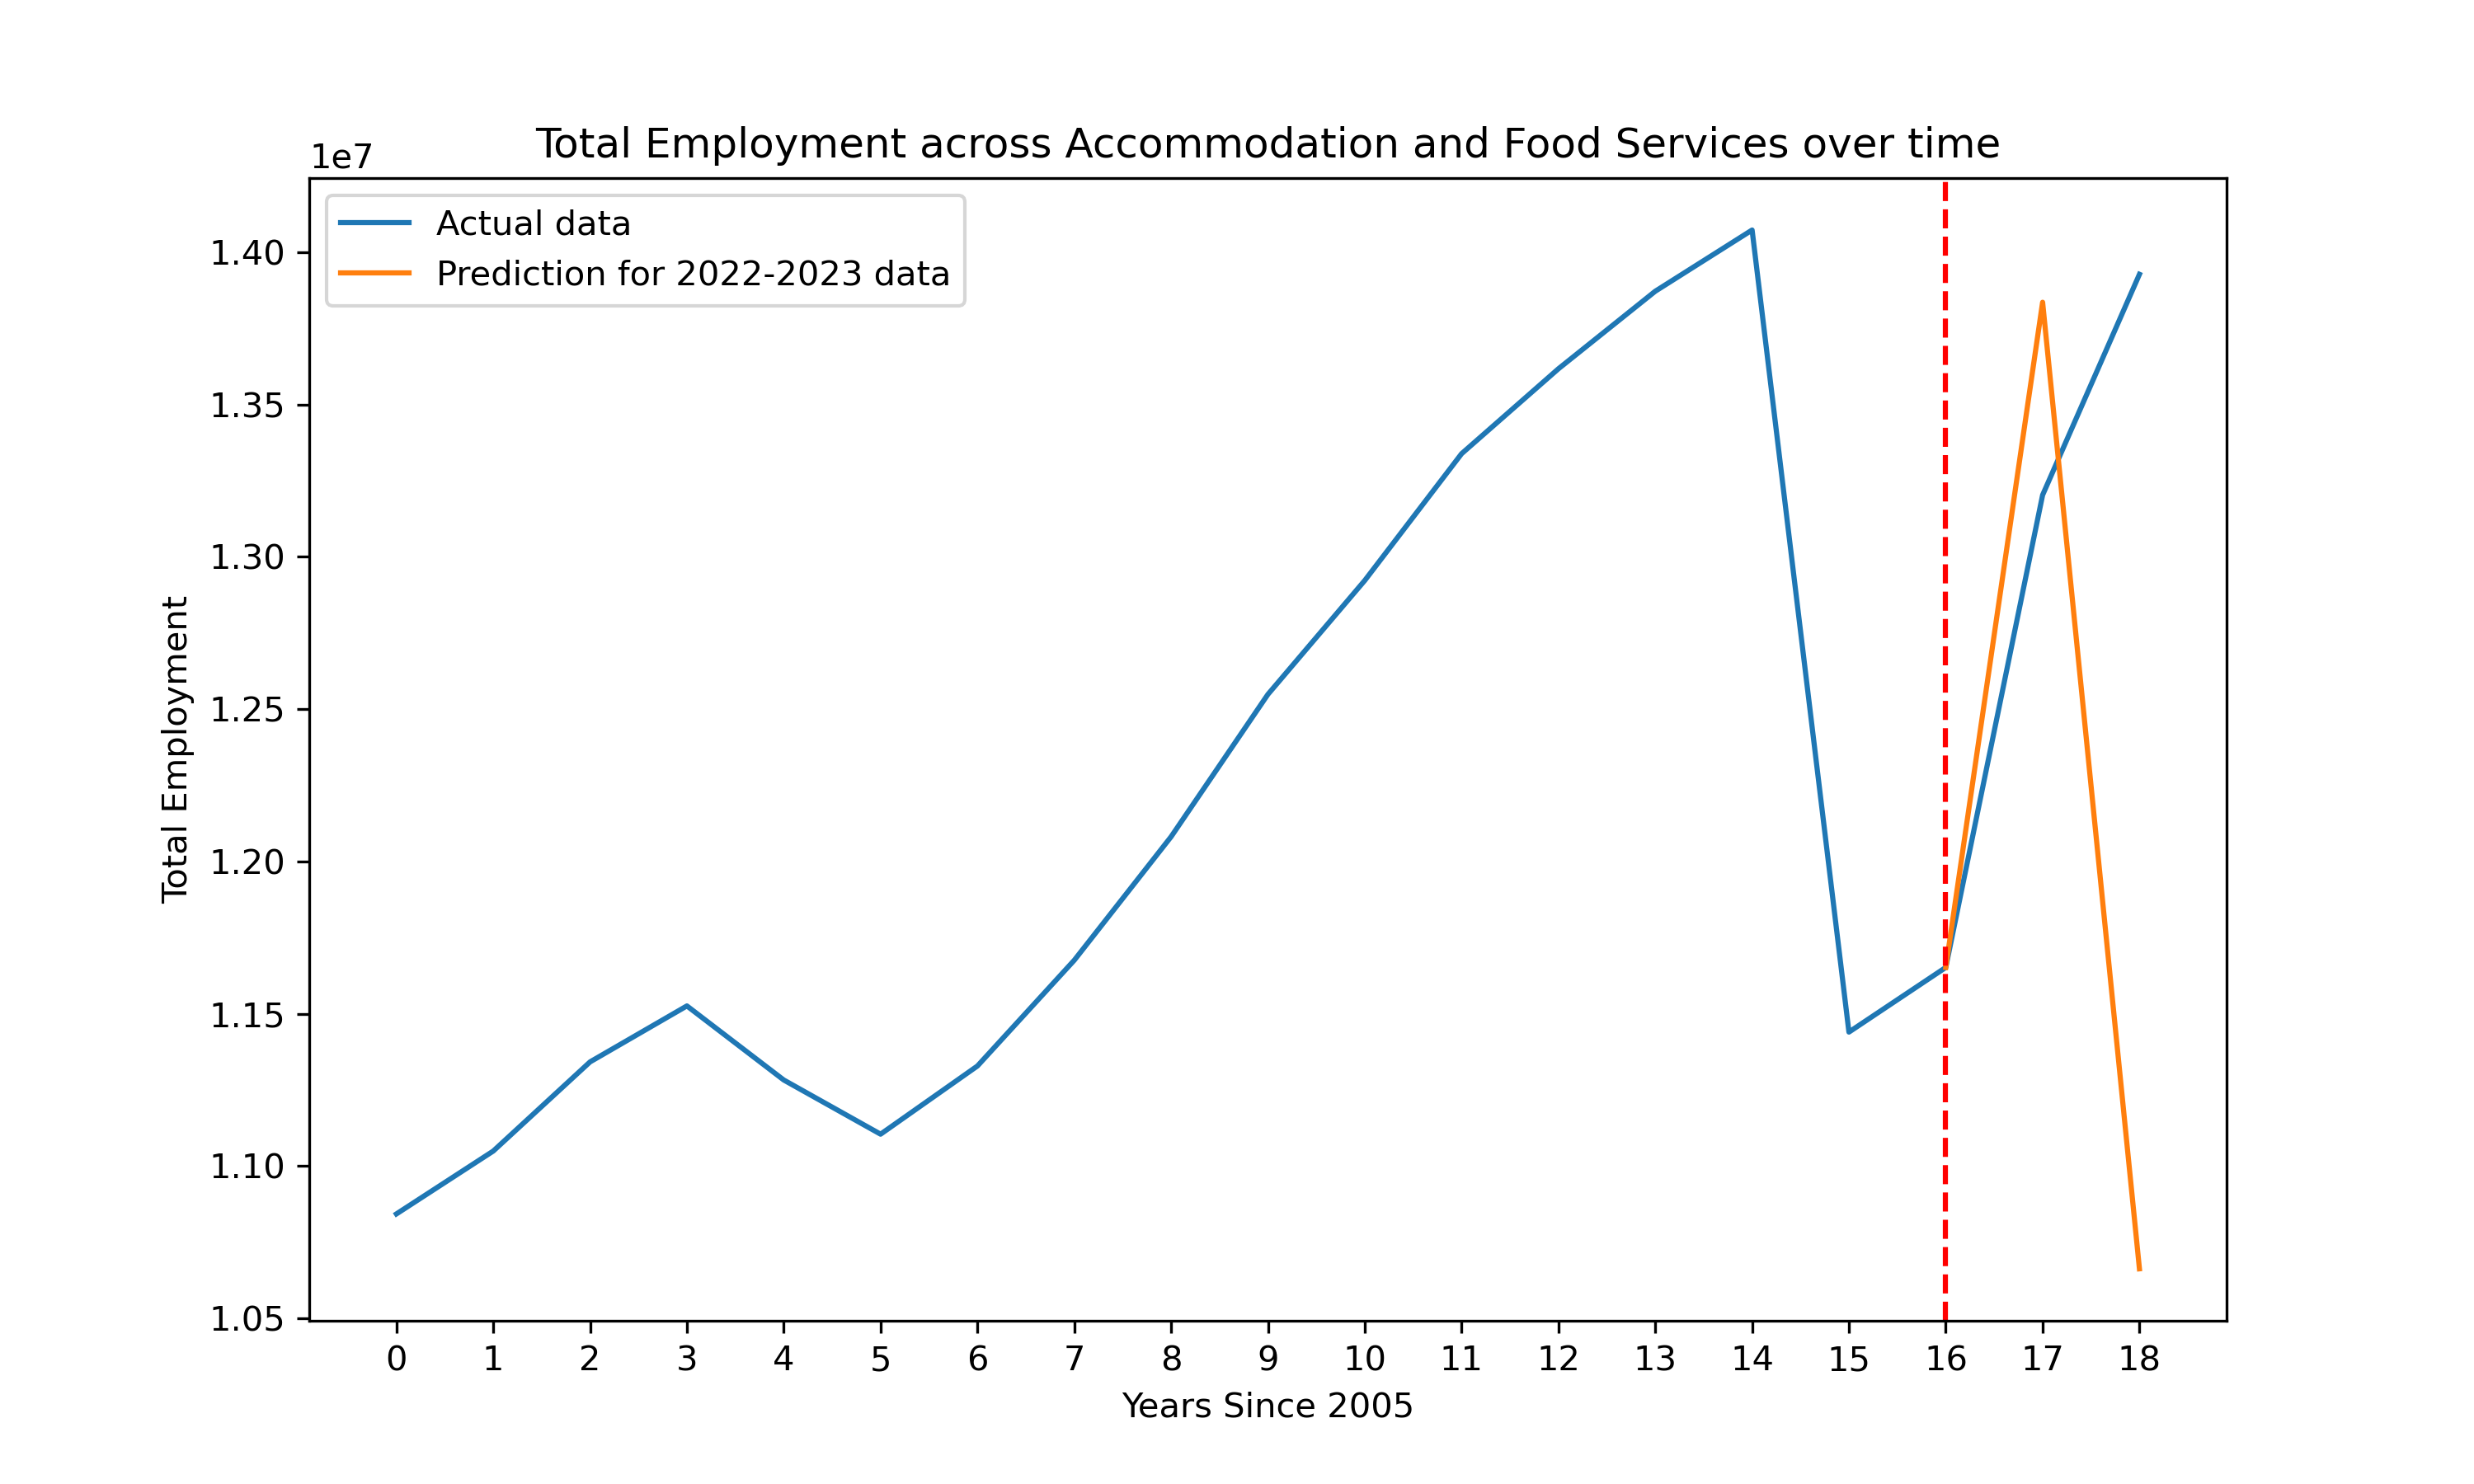 Total Employment across Accommodation and Food Services over time
1e7
Actual data
Prediction for 2022-2023 data
1.40
1.35
1.30
1.25
1.20
1.15
1.10
1.05
Total Employment
0 1 2 3 4 5 6 7 8 9 10 11 12 13 14 15 16 17 18
Years Since 2005